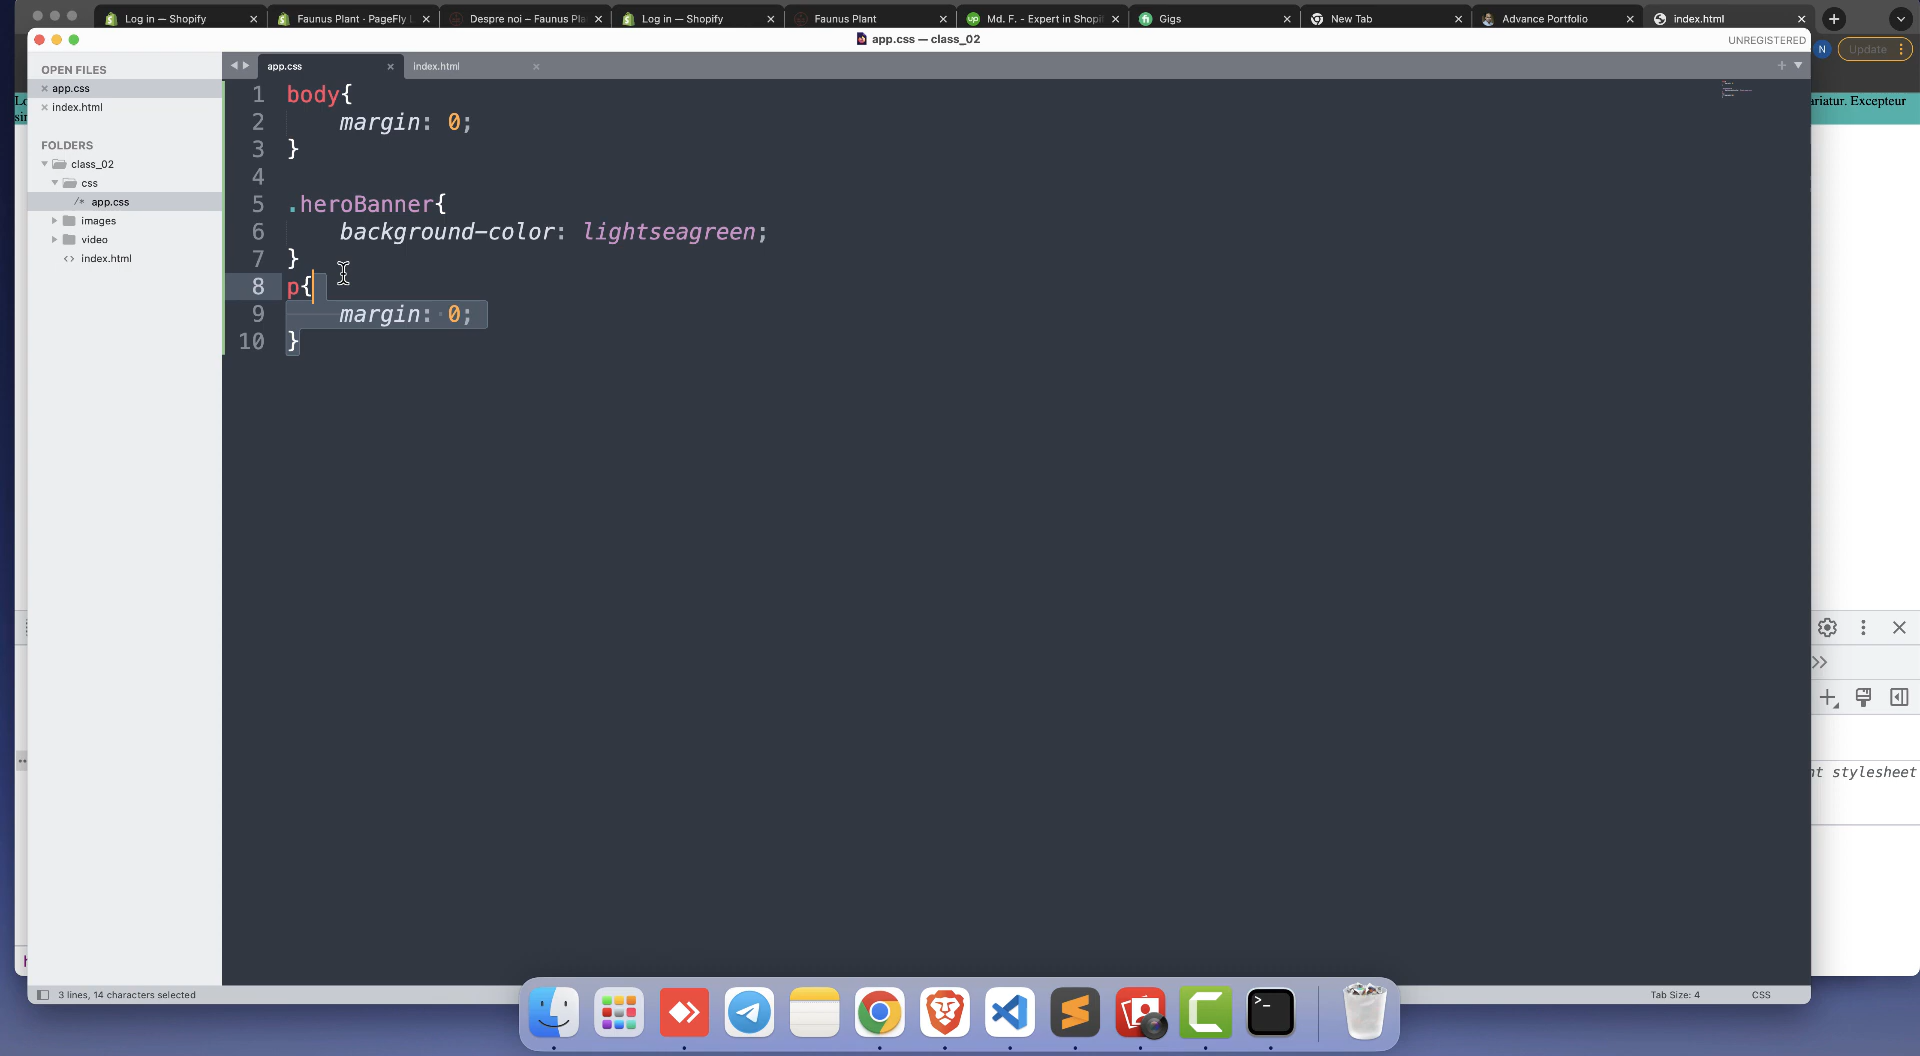 Log in — Shopify
Faunus Plant · PageFly L
Despre noi – Faunus Pla
Log in — Shopify
Faunus Plant
Md. F. - Expert in Shopif
Gigs
New Tab
Advance Portfolio
index.html
app.css — class_02
UNREGISTERED
N
Update
OPEN FILES
app.css
index.html
FOLDERS
class_02
css
/* app.css
images
video
<> index.html
app.css
index.html
1 body{
2 margin: 0;
3 }
4
5 .heroBanner{
6 background-color: lightseagreen;
7 }
8 p{
9 margin: 0;
10 }
Lo
sin
ariatur. Excepteur
nt stylesheet
3 lines, 14 characters selected
Tab Size: 4
CSS